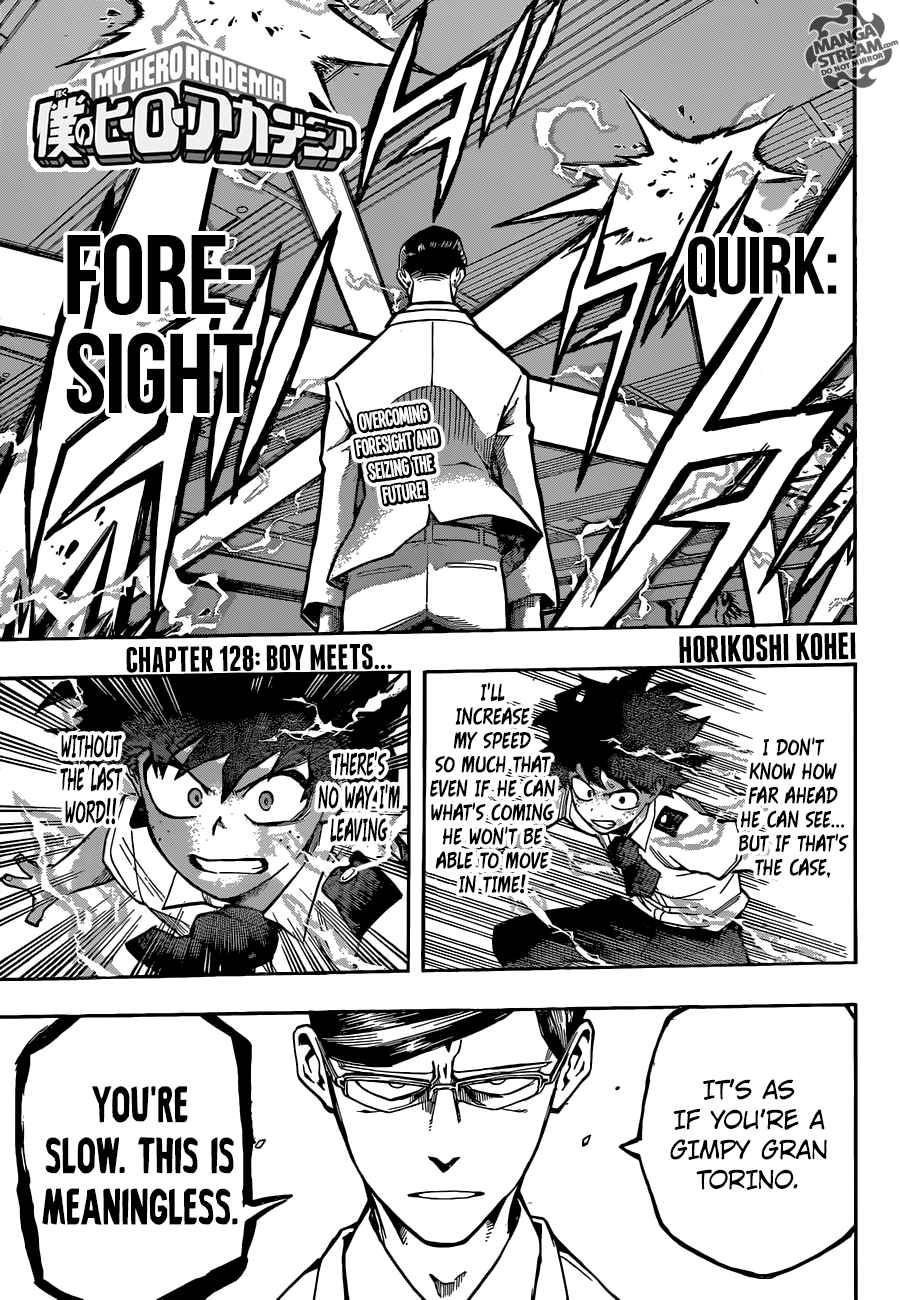 MANGA
STREAM.com
DO NOT MIRROR
MY HERO ACADEMIA
僕のヒーローアカデミア
QUIRK:
FORE-
SIGHT
OVERCOMING
FORESIGHT AND
SEIZING THE
FUTURE!
CHAPTER 128: BOY MEETS...
HORIKOSHI KOHEI
I DON'T
KNOW HOW
FAR AHEAD
HE CAN SEE...
BUT IF THAT'S
THE CASE,
I'LL
INCREASE
MY SPEED
SO MUCH THAT
EVEN IF HE CAN
WHAT'S COMING
HE WON'T BE
ABLE TO MOVE
IN TIME!
THERE'S
NO WAY I'M
LEAVING
WITHOUT
THE LAST
WORD!!
IT'S AS
IF YOU'RE A
GIMPY GRAN
TORINO.
YOU'RE
SLOW. THIS IS
MEANINGLESS.